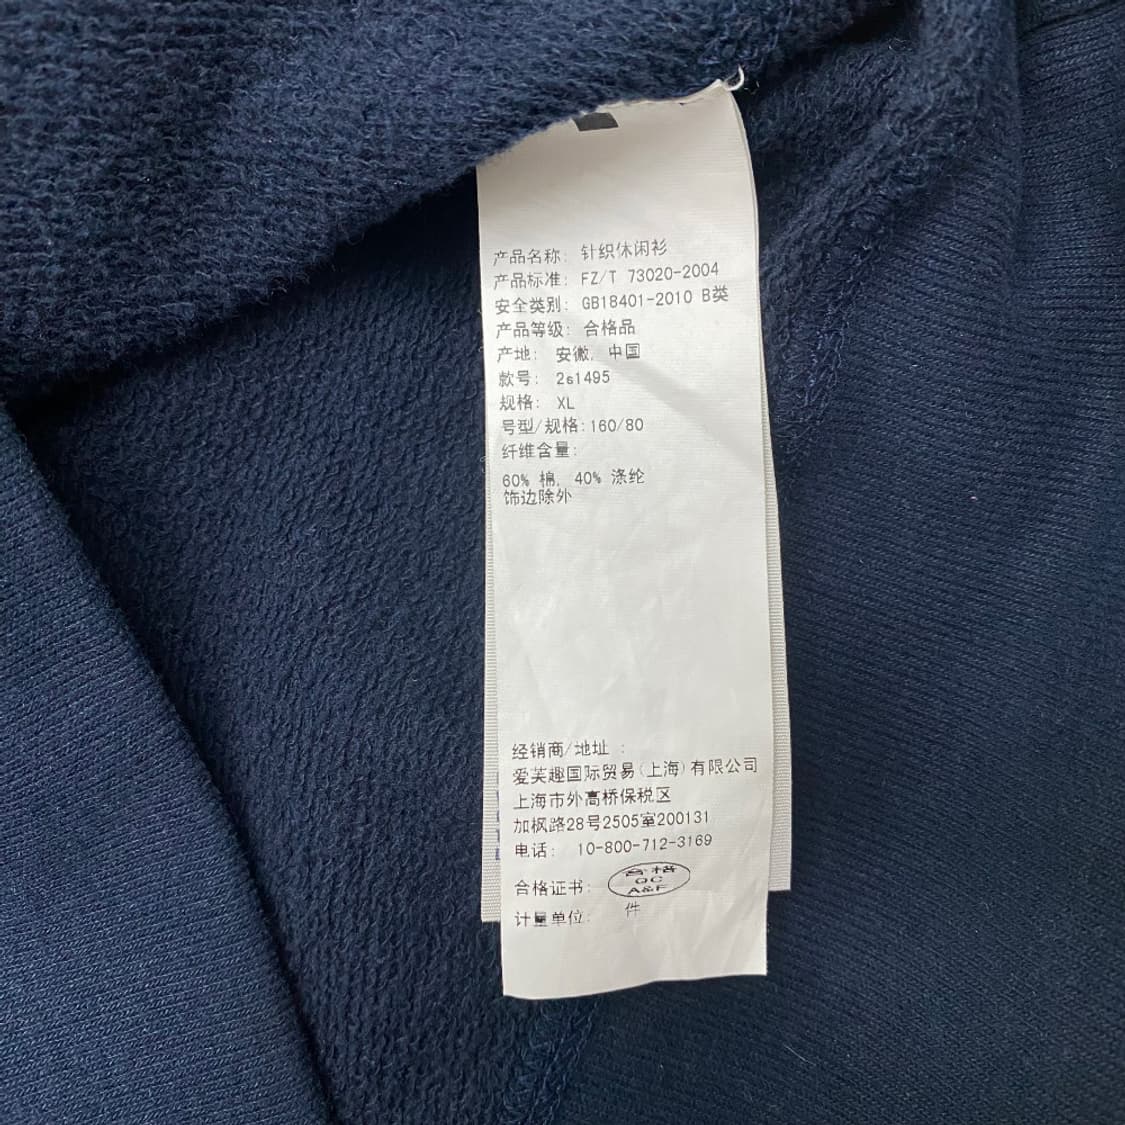 产品名称: 针织休闲衫
产品标准: FZ/T 73020-2004
安全类别: GB18401-2010 B类
产品等级: 合格品
产地: 安徽, 中国
款号: 2s1495
规格: XL
号型/规格:160/80
纤维含量:
60% 棉, 40% 涤纶
饰边除外
经销商/地址 :
爱芙趣国际贸易(上海)有限公司
上海市外高桥保税区
加枫路28号2505室200131
电话: 10-800-712-3169
合格证书: 合格
QC
A&F
计量单位: 件